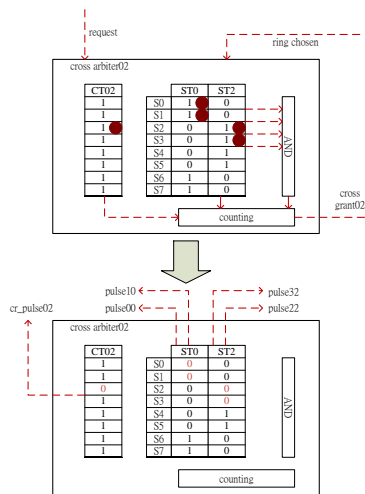 request
ring chosen
cross arbiter02
CT02 ST0 ST2
1 S0 1 0
1 S1 1 0
1 S2 0 1
1 S3 0 1
1 S4 0 1
1 S5 0 1
1 S6 1 0
1 S7 1 0
AND
counting
cross
grant02
pulse10 pulse32
cr_pulse02 pulse00 pulse22
cross arbiter02
CT02 ST0 ST2
1 S0 0 0
1 S1 0 0
0 S2 0 0
1 S3 0 0
1 S4 0 1
1 S5 0 1
1 S6 1 0
1 S7 1 0
AND
counting